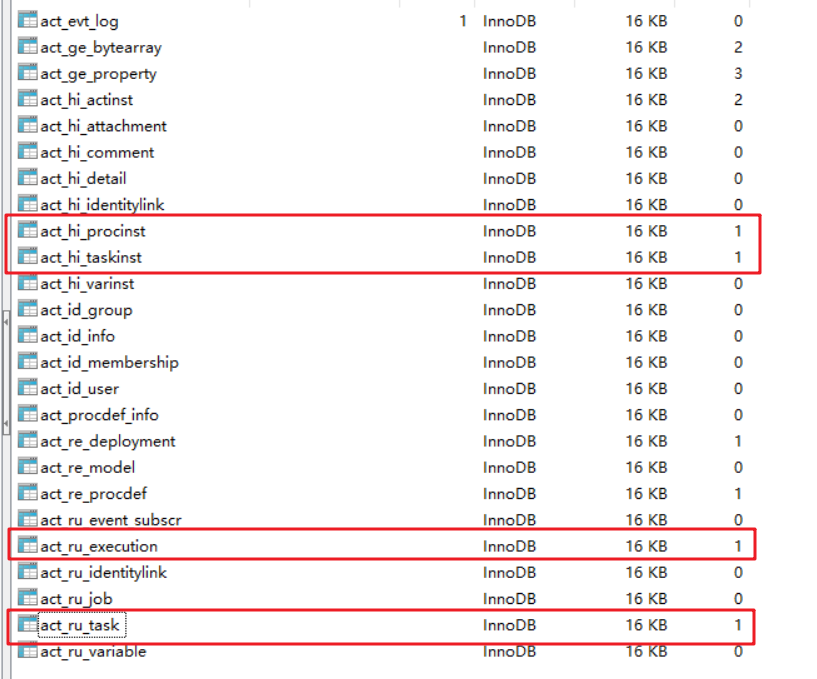 act_evt_log 1 InnoDB 16 KB 0
act_ge_bytearray InnoDB 16 KB 2
act_ge_property InnoDB 16 KB 3
act_hi_actinst InnoDB 16 KB 2
act_hi_attachment InnoDB 16 KB 0
act_hi_comment InnoDB 16 KB 0
act_hi_detail InnoDB 16 KB 0
act_hi_identitylink InnoDB 16 KB 0
act_hi_procinst InnoDB 16 KB 1
act_hi_taskinst InnoDB 16 KB 1
act_hi_varinst InnoDB 16 KB 0
act_id_group InnoDB 16 KB 0
act_id_info InnoDB 16 KB 0
act_id_membership InnoDB 16 KB 0
act_id_user InnoDB 16 KB 0
act_procdef_info InnoDB 16 KB 0
act_re_deployment InnoDB 16 KB 1
act_re_model InnoDB 16 KB 0
act_re_procdef InnoDB 16 KB 1
act_ru_event_subscr InnoDB 16 KB 0
act_ru_execution InnoDB 16 KB 1
act_ru_identitylink InnoDB 16 KB 0
act_ru_job InnoDB 16 KB 0
act_ru_task InnoDB 16 KB 1
act_ru_variable InnoDB 16 KB 0